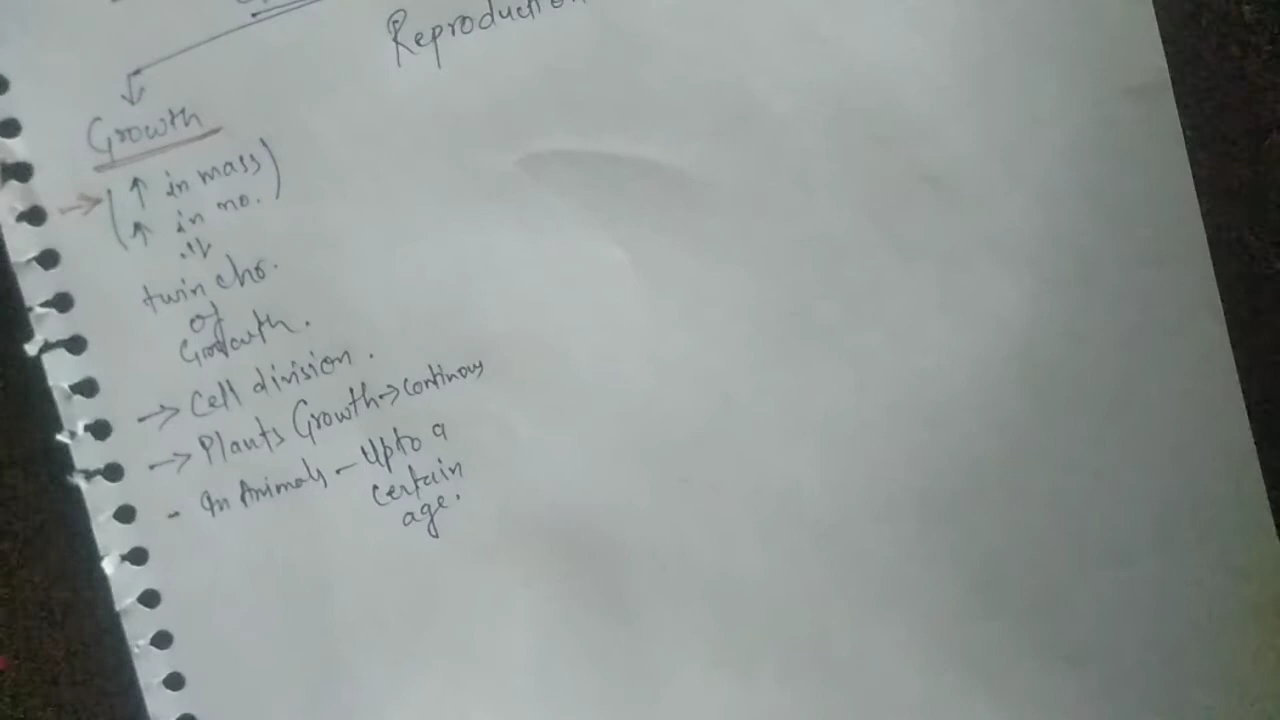 Reproduction
Growth
→ (↑ in mass)
(↑ in no.)
twin chr.
of
Growth.
→ Cell division.
→ Plants Growth → continous
- In Animals - Upto a
certain
age.